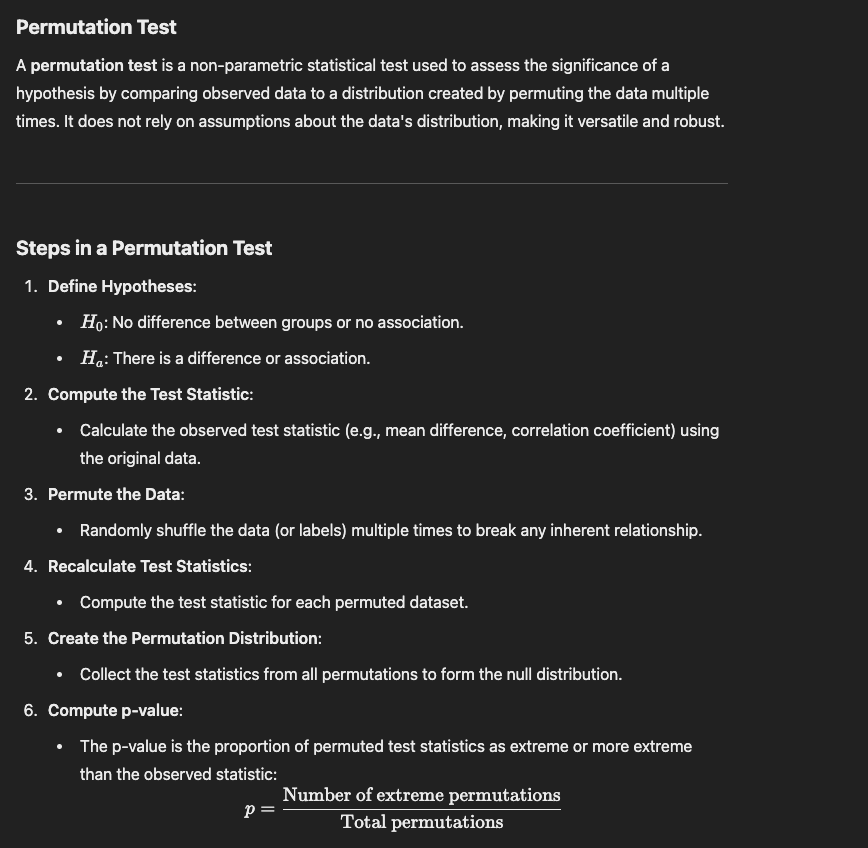 Permutation Test
A permutation test is a non-parametric statistical test used to assess the significance of a
hypothesis by comparing observed data to a distribution created by permuting the data multiple
times. It does not rely on assumptions about the data's distribution, making it versatile and robust.
Steps in a Permutation Test
1. Define Hypotheses:
• H₀: No difference between groups or no association.
• Hₐ: There is a difference or association.
2. Compute the Test Statistic:
• Calculate the observed test statistic (e.g., mean difference, correlation coefficient) using
the original data.
3. Permute the Data:
• Randomly shuffle the data (or labels) multiple times to break any inherent relationship.
4. Recalculate Test Statistics:
• Compute the test statistic for each permuted dataset.
5. Create the Permutation Distribution:
• Collect the test statistics from all permutations to form the null distribution.
6. Compute p-value:
• The p-value is the proportion of permuted test statistics as extreme or more extreme
than the observed statistic:
p = Number of extreme permutations / Total permutations